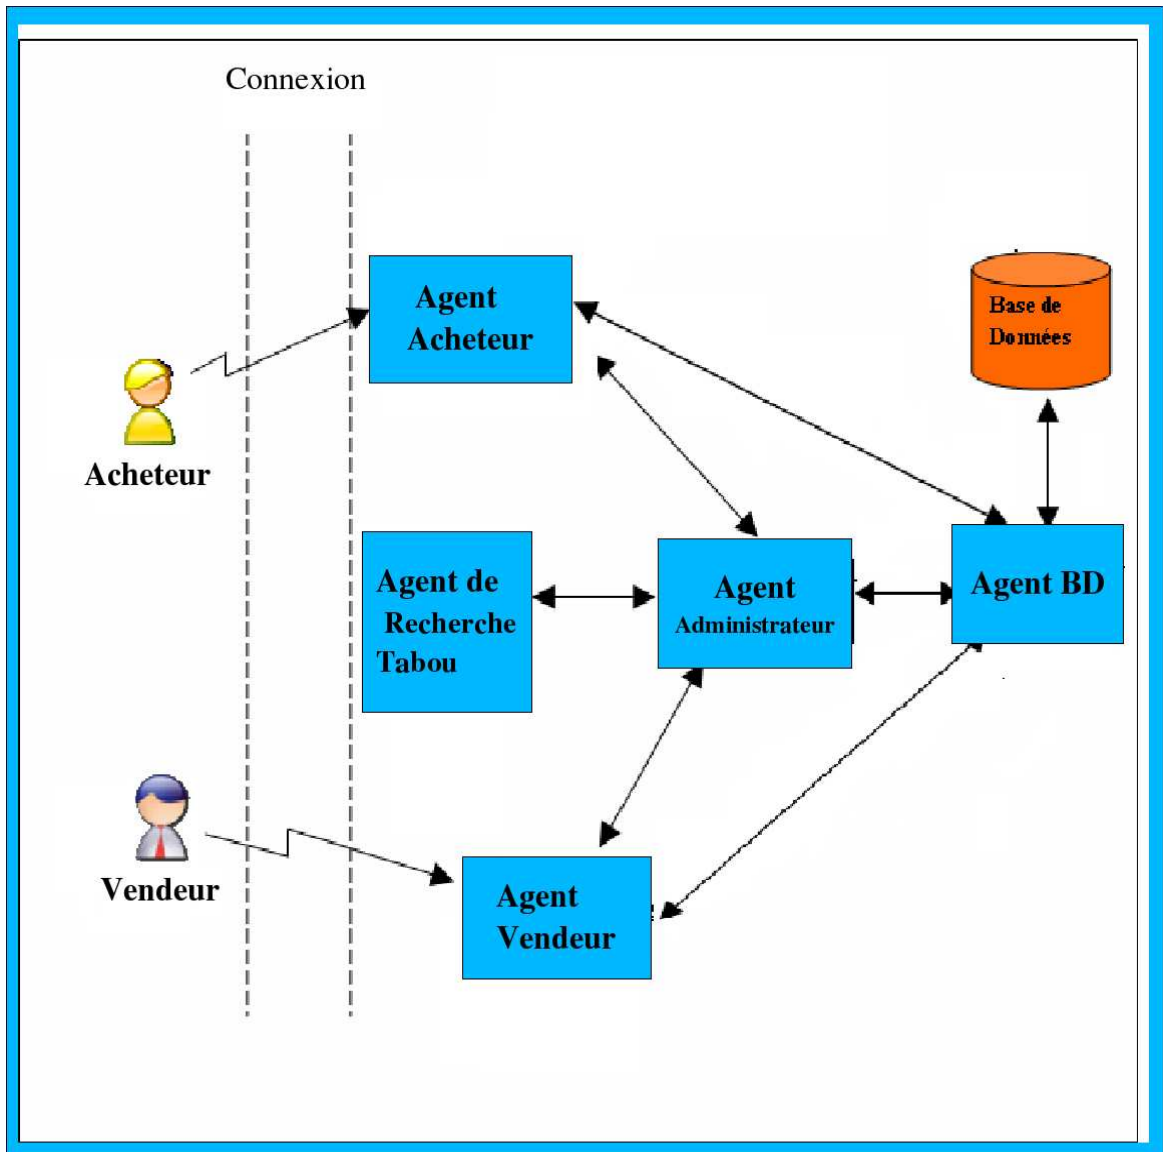 Connexion
Agent
Acheteur
Base de
Données
Acheteur
Agent de
Recherche
Tabou
Agent
Administrateur
Agent BD
Vendeur
Agent
Vendeur